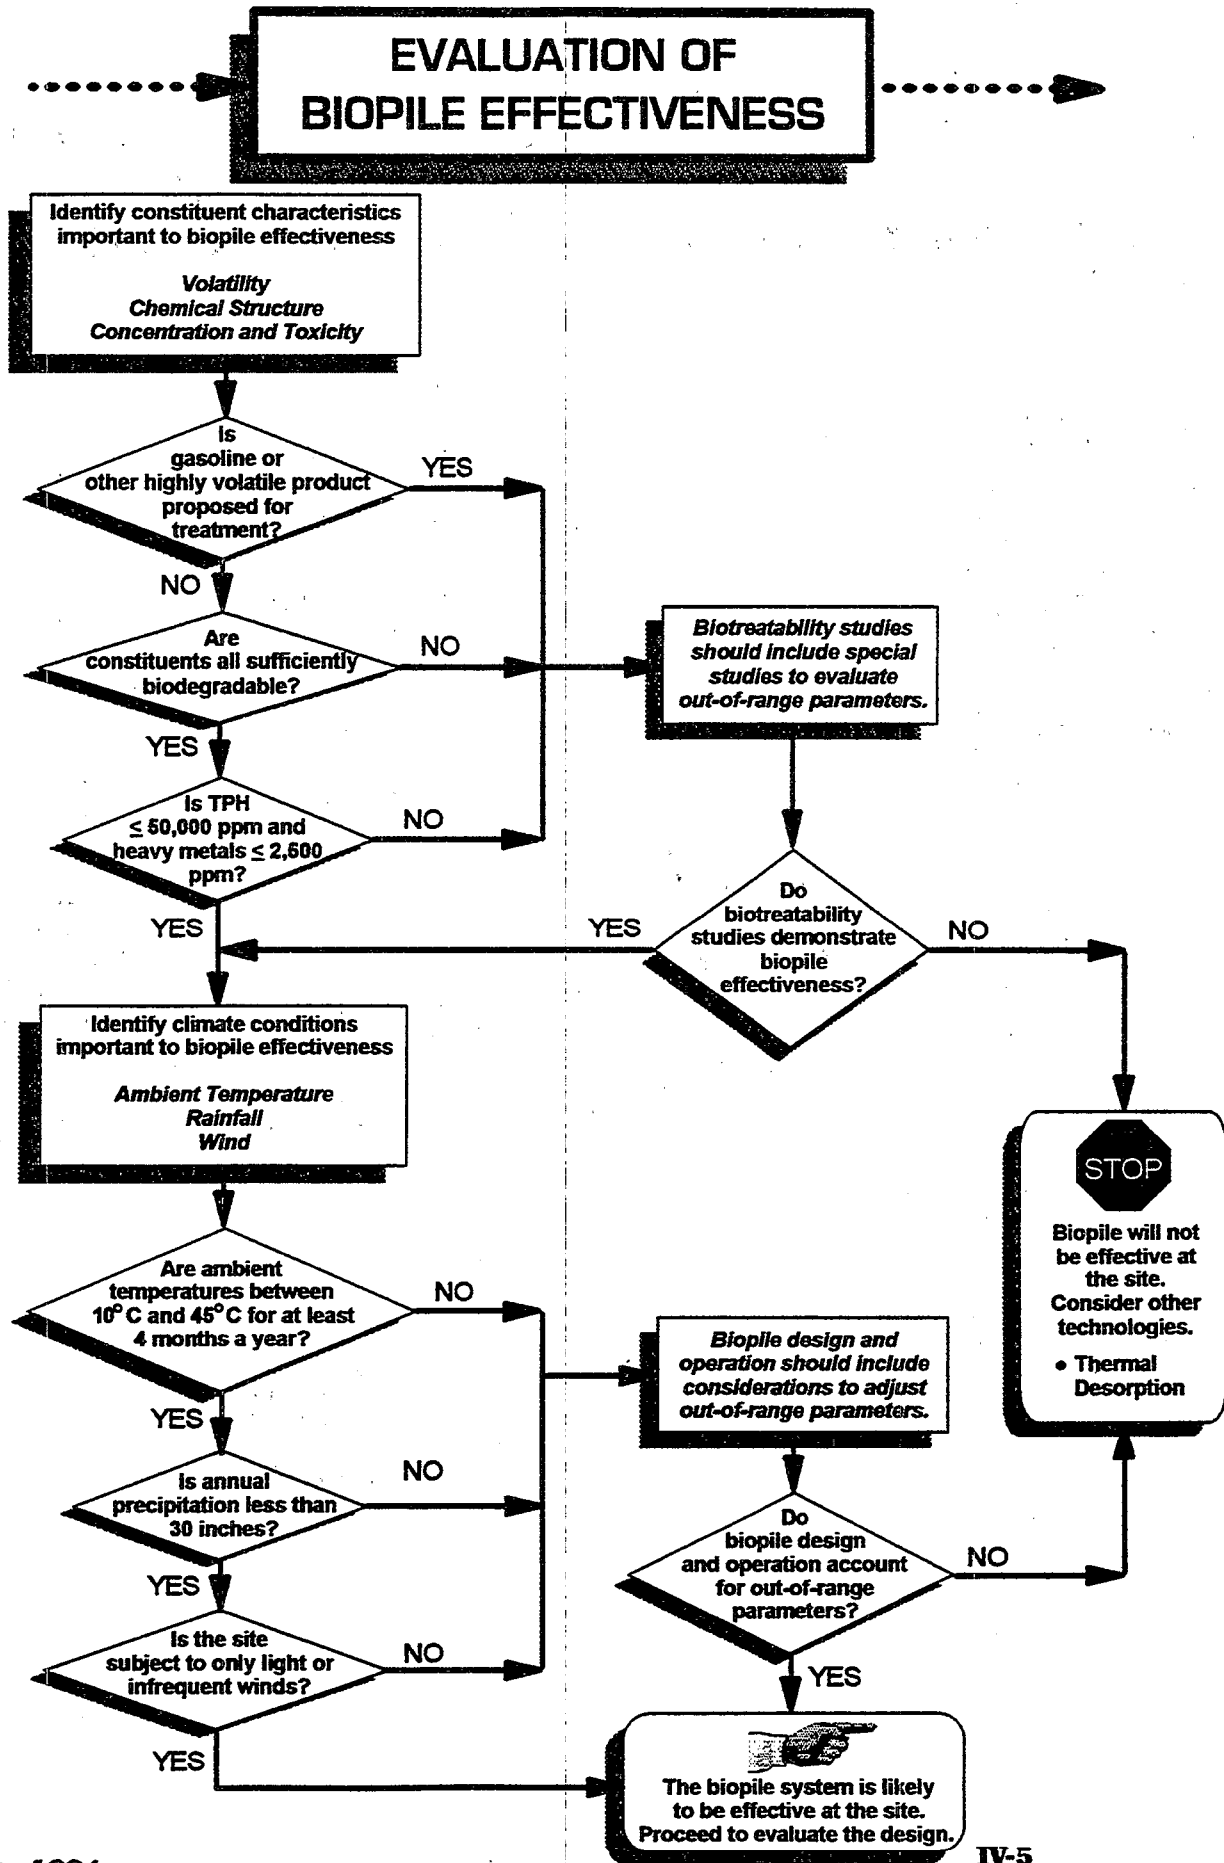 EVALUATION OF
BIOPILE EFFECTIVENESS
Identify constituent characteristics
important to biopile effectiveness
Volatility
Chemical Structure
Concentration and Toxicity
Is
gasoline or
other highly volatile product
proposed for
treatment?
YES
NO
Are
constituents all sufficiently
biodegradable?
NO
YES
Biotreatability studies
should include special
studies to evaluate
out-of-range parameters.
Is TPH
≤ 50,000 ppm and
heavy metals ≤ 2,500
ppm?
NO
YES
Do
biotreatability
studies demonstrate
biopile
effectiveness?
YES
NO
Identify climate conditions
important to biopile effectiveness
Ambient Temperature
Rainfall
Wind
STOP
Biopile will not
be effective at
the site.
Consider other
technologies.
• Thermal
Desorption
Are ambient
temperatures between
10°C and 45°C for at least
4 months a year?
NO
YES
Biopile design and
operation should include
considerations to adjust
out-of-range parameters.
Is annual
precipitation less than
30 inches?
NO
YES
Do
biopile design
and operation account
for out-of-range
parameters?
NO
YES
Is the site
subject to only light or
infrequent winds?
NO
YES
The biopile system is likely
to be effective at the site.
Proceed to evaluate the design.
IV-5